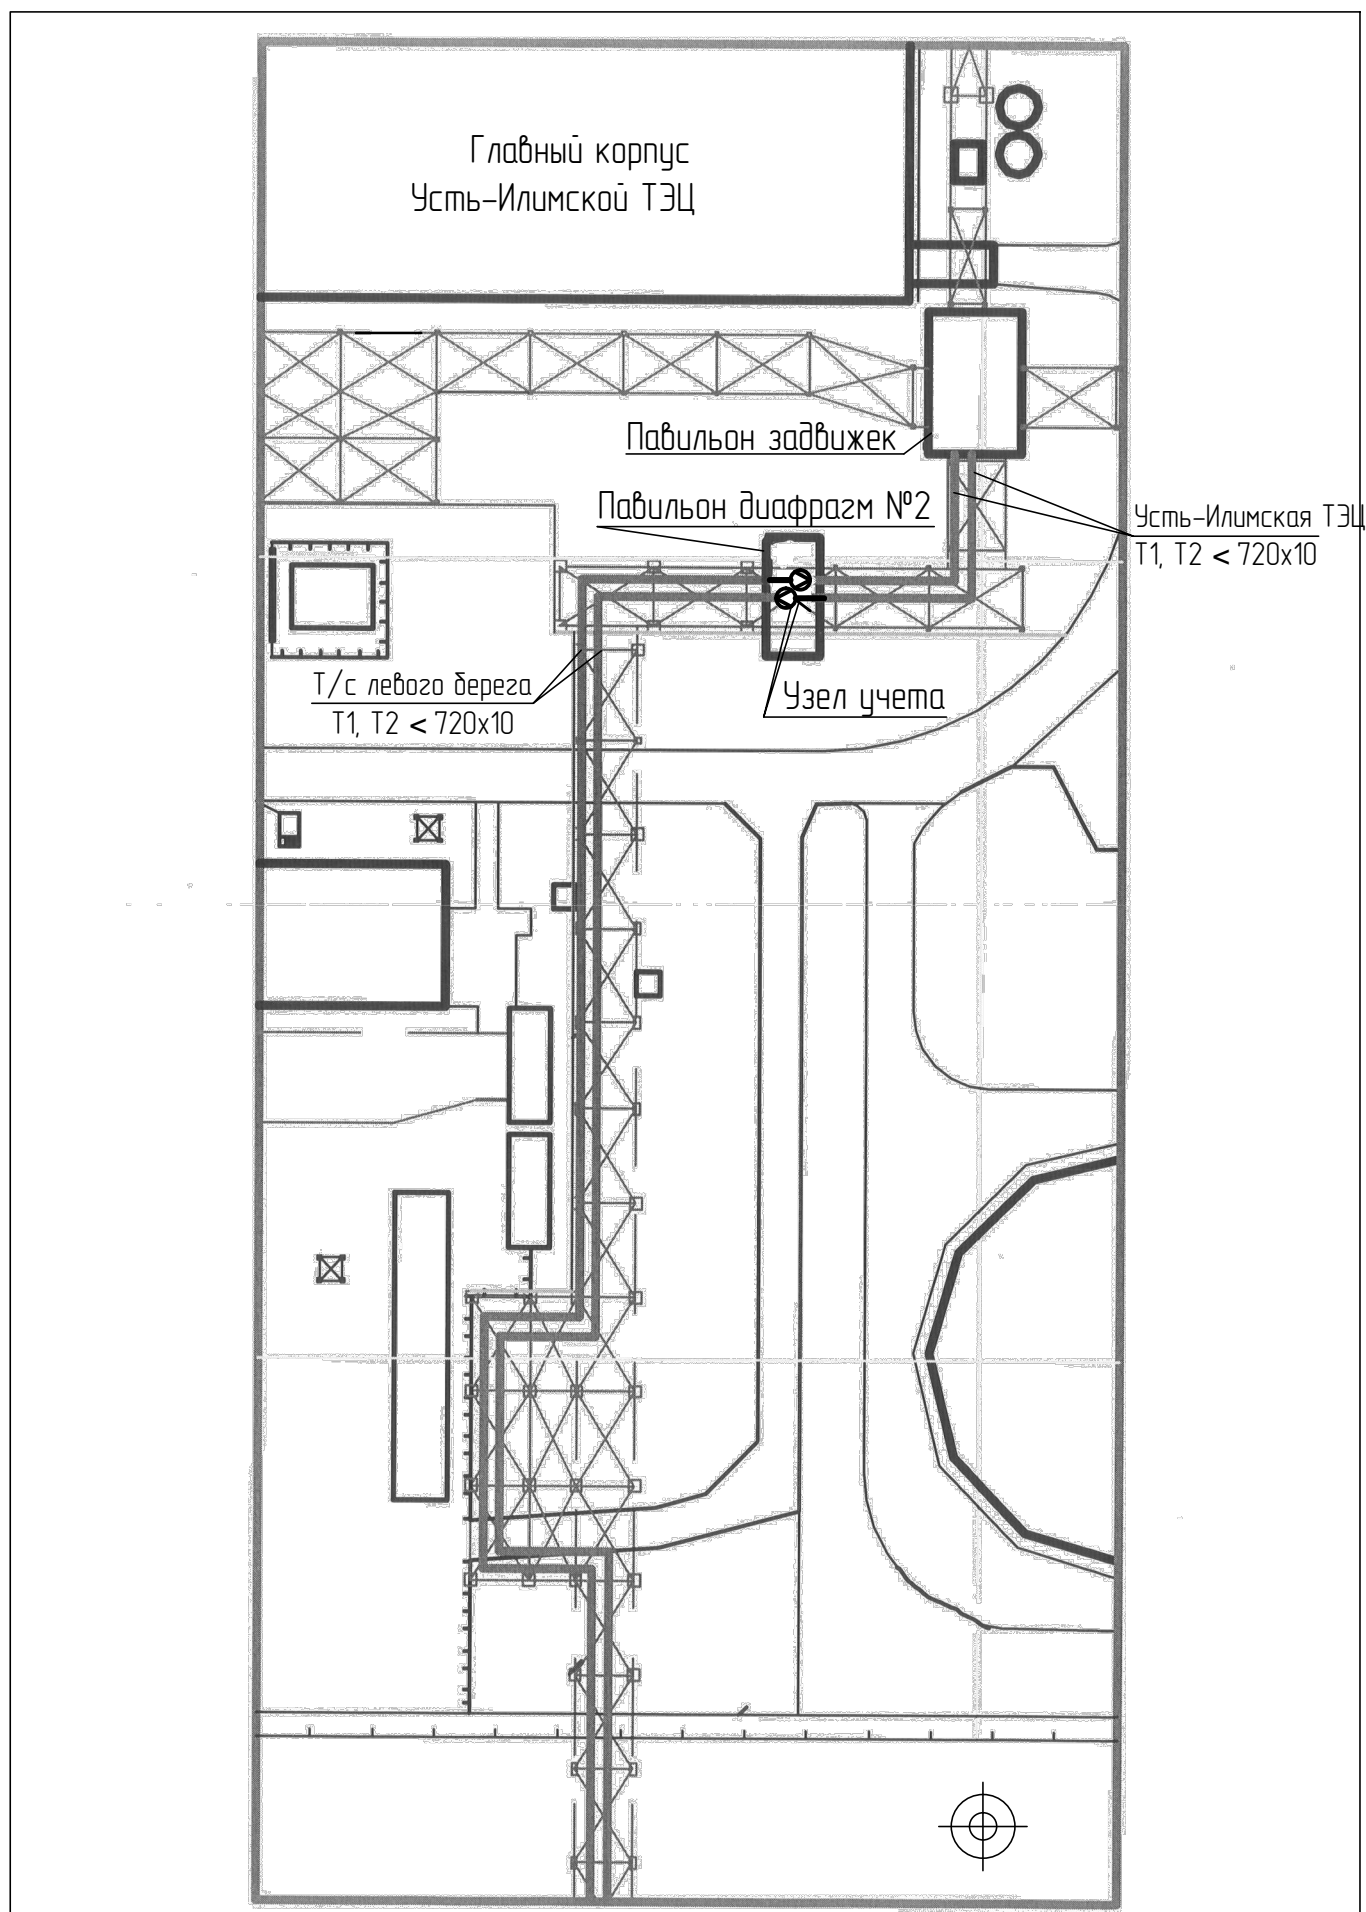 Главный корпус
Усть-Илимской ТЭЦ
Павильон задвижек
Павильон диафрагм №2
Усть-Илимская ТЭЦ
Т1, Т2 < 720х10
Т/с левого берега
Т1, Т2 < 720х10
Узел учета